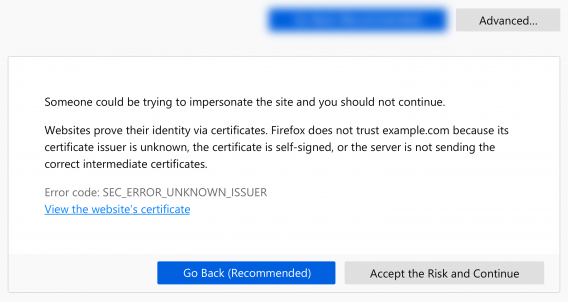 Advanced...
Someone could be trying to impersonate the site and you should not continue.
Websites prove their identity via certificates. Firefox does not trust example.com because its
certificate issuer is unknown, the certificate is self-signed, or the server is not sending the
correct intermediate certificates.
Error code: SEC_ERROR_UNKNOWN_ISSUER
View the website's certificate
Go Back (Recommended)
Accept the Risk and Continue